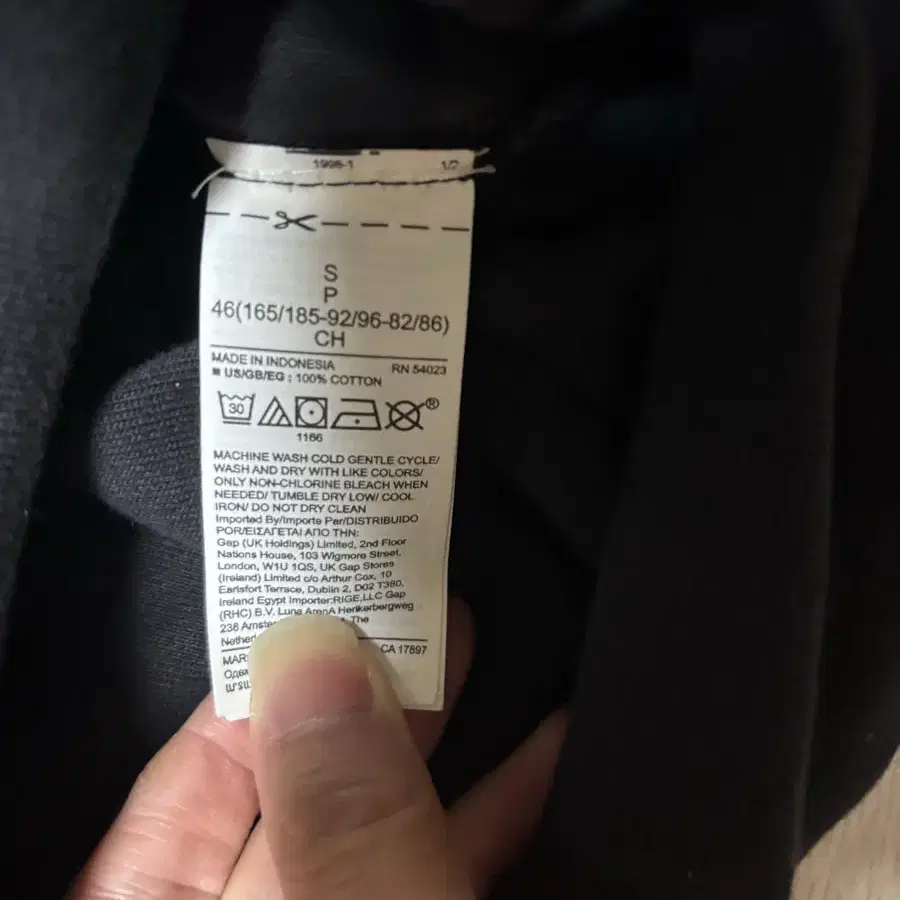 1998-1 1/2
S
P
46(165/185-92/96-82/86)
CH
MADE IN INDONESIA RN 54023
■ US/GB/EG : 100% COTTON
30 ®
1166
MACHINE WASH COLD GENTLE CYCLE/
WASH AND DRY WITH LIKE COLORS/
ONLY NON-CHLORINE BLEACH WHEN
NEEDED/ TUMBLE DRY LOW/ COOL
IRON/ DO NOT DRY CLEAN
Imported By/Importe Par/DISTRIBUIDO
POR/ΕΙΣΑΓΕΤΑΙ ΑΠΟ ΤΗΝ:
Gap (UK Holdings) Limited, 2nd Floor
Nations House, 103 Wigmore Street,
London, W1U 1QS, UK Gap Stores
(Ireland) Limited c/o Arthur Cox, 10
Earlsfort Terrace, Dublin 2, D02 T380,
Ireland Egypt Importer:RIGE,LLC Gap
(RHC) B.V. Luna ArenA Herikerbergweg
238 The
CA 17897